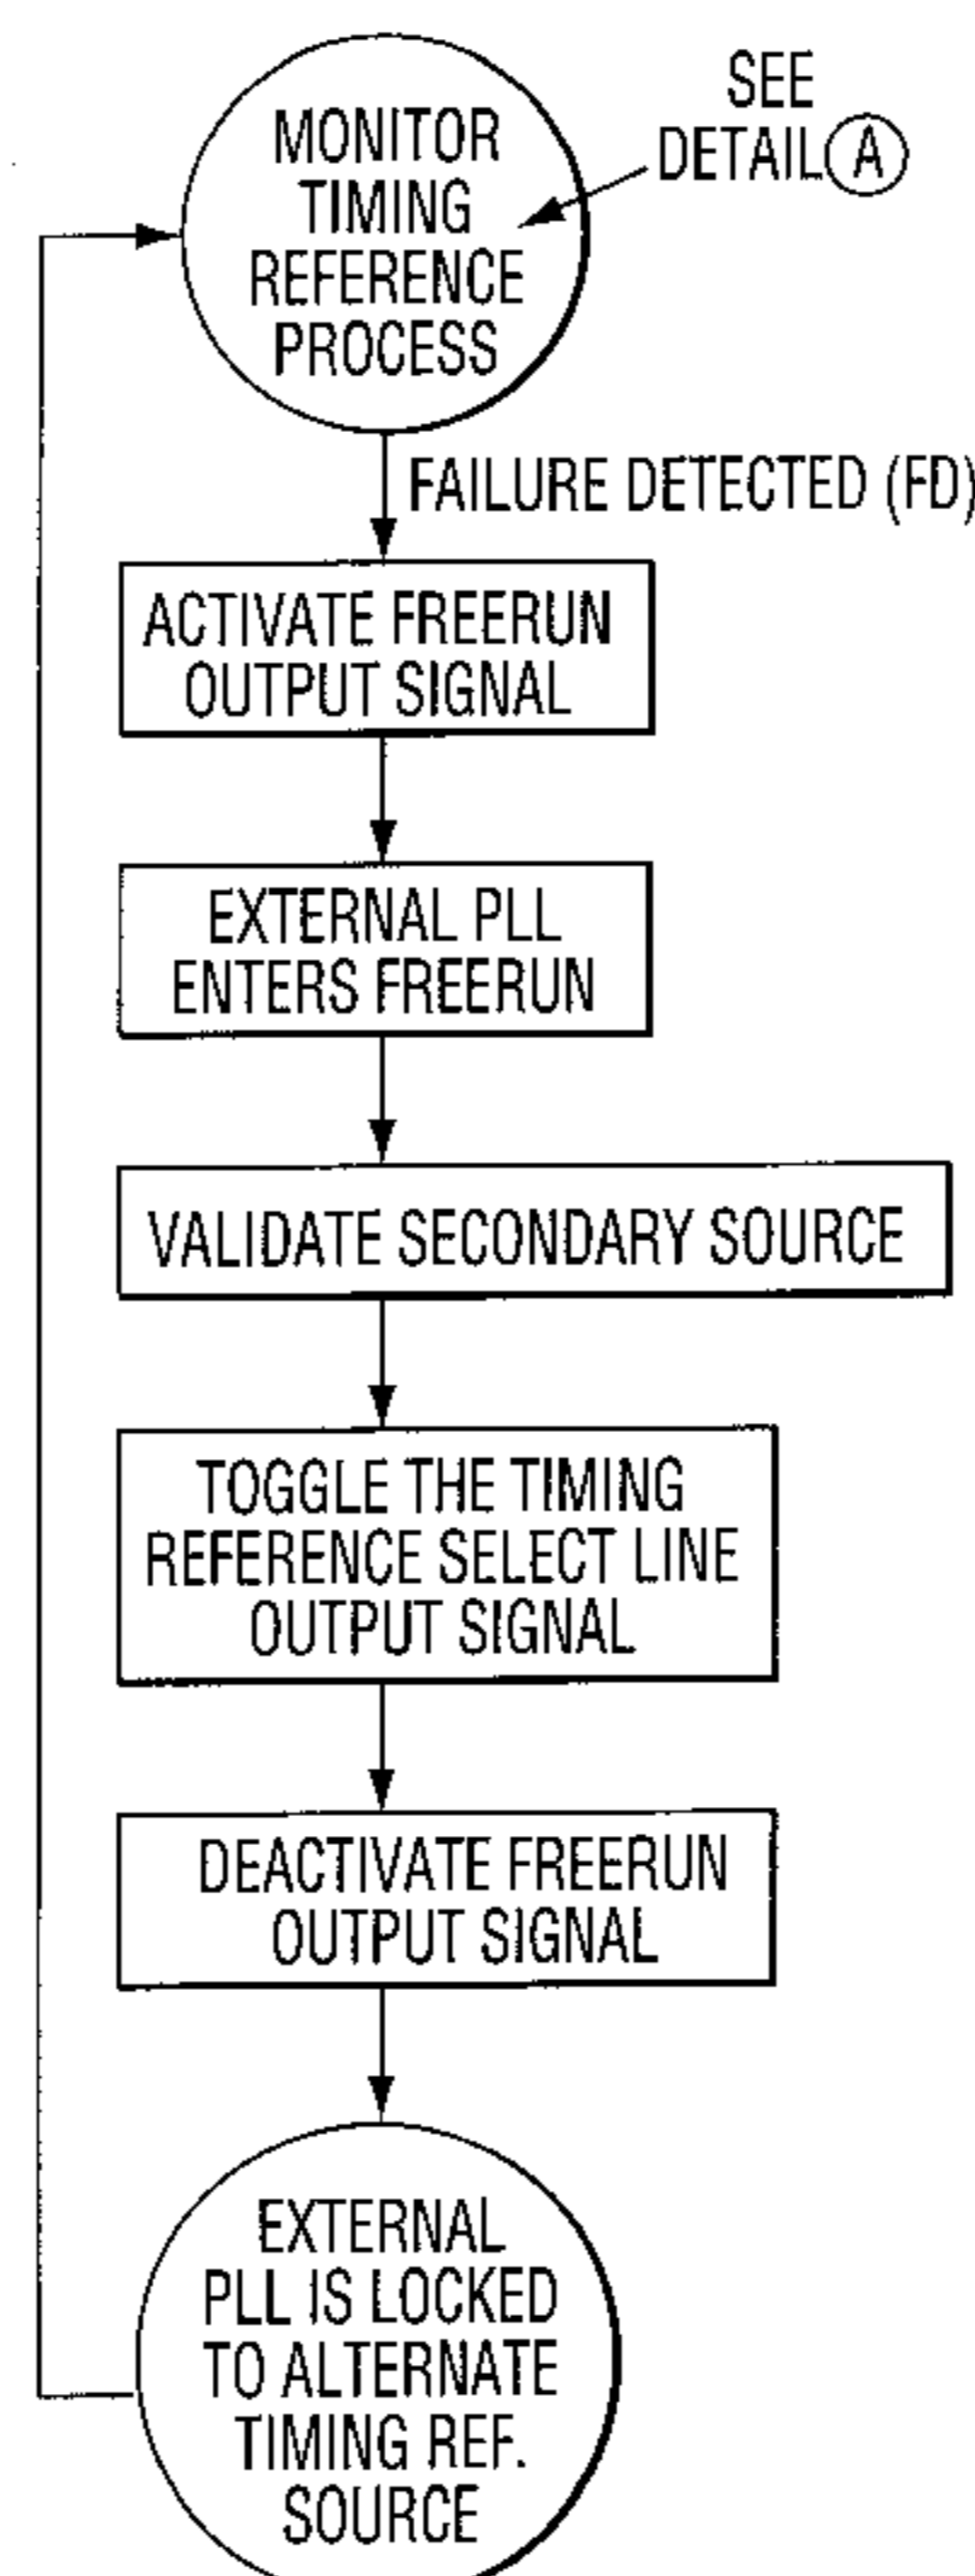 MONITOR
TIMING
REFERENCE
PROCESS
SEE
DETAIL A
FAILURE DETECTED (FD)
ACTIVATE FREERUN
OUTPUT SIGNAL
EXTERNAL PLL
ENTERS FREERUN
VALIDATE SECONDARY SOURCE
TOGGLE THE TIMING
REFERENCE SELECT LINE
OUTPUT SIGNAL
DEACTIVATE FREERUN
OUTPUT SIGNAL
EXTERNAL
PLL IS LOCKED
TO ALTERNATE
TIMING REF.
SOURCE